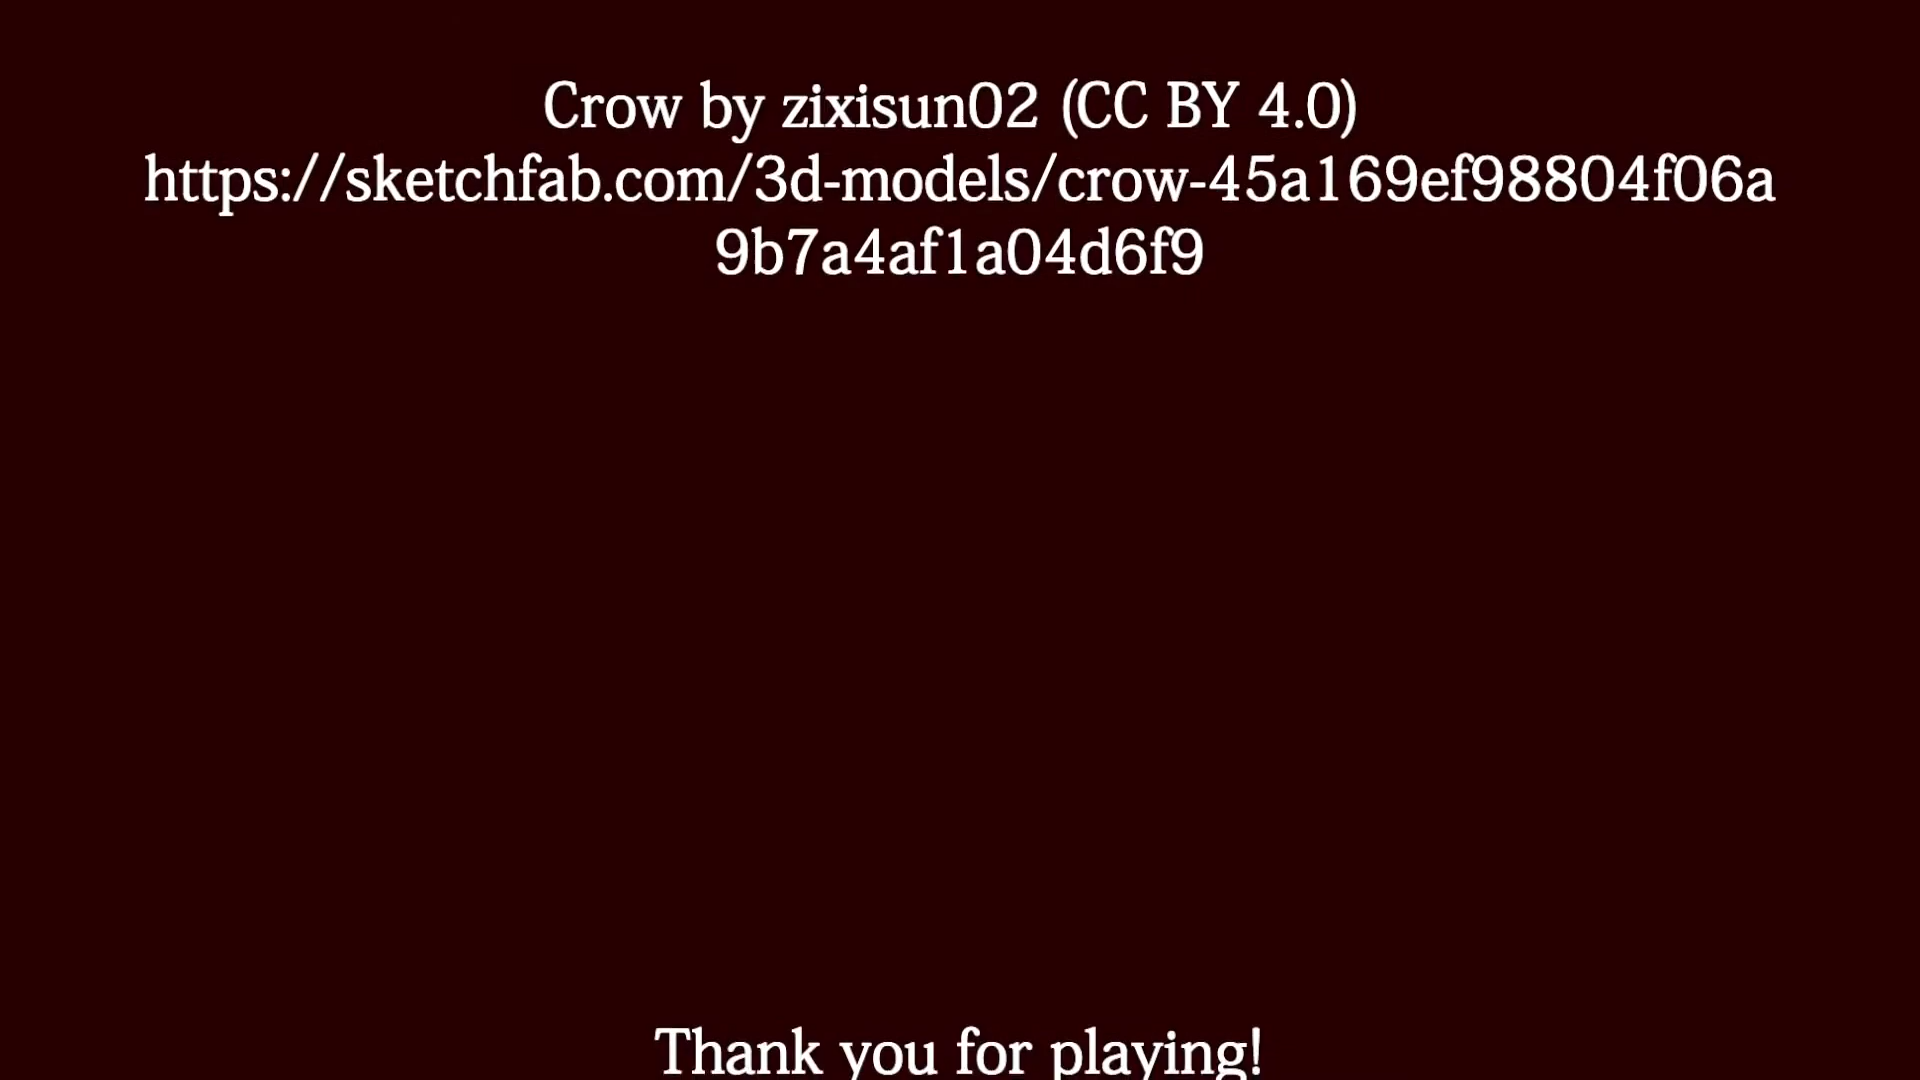 Crow by zixisun02 (CC BY 4.0)
https://sketchfab.com/3d-models/crow-45a169ef98804f06a
9b7a4af1a04d6f9
Thank you for playing!